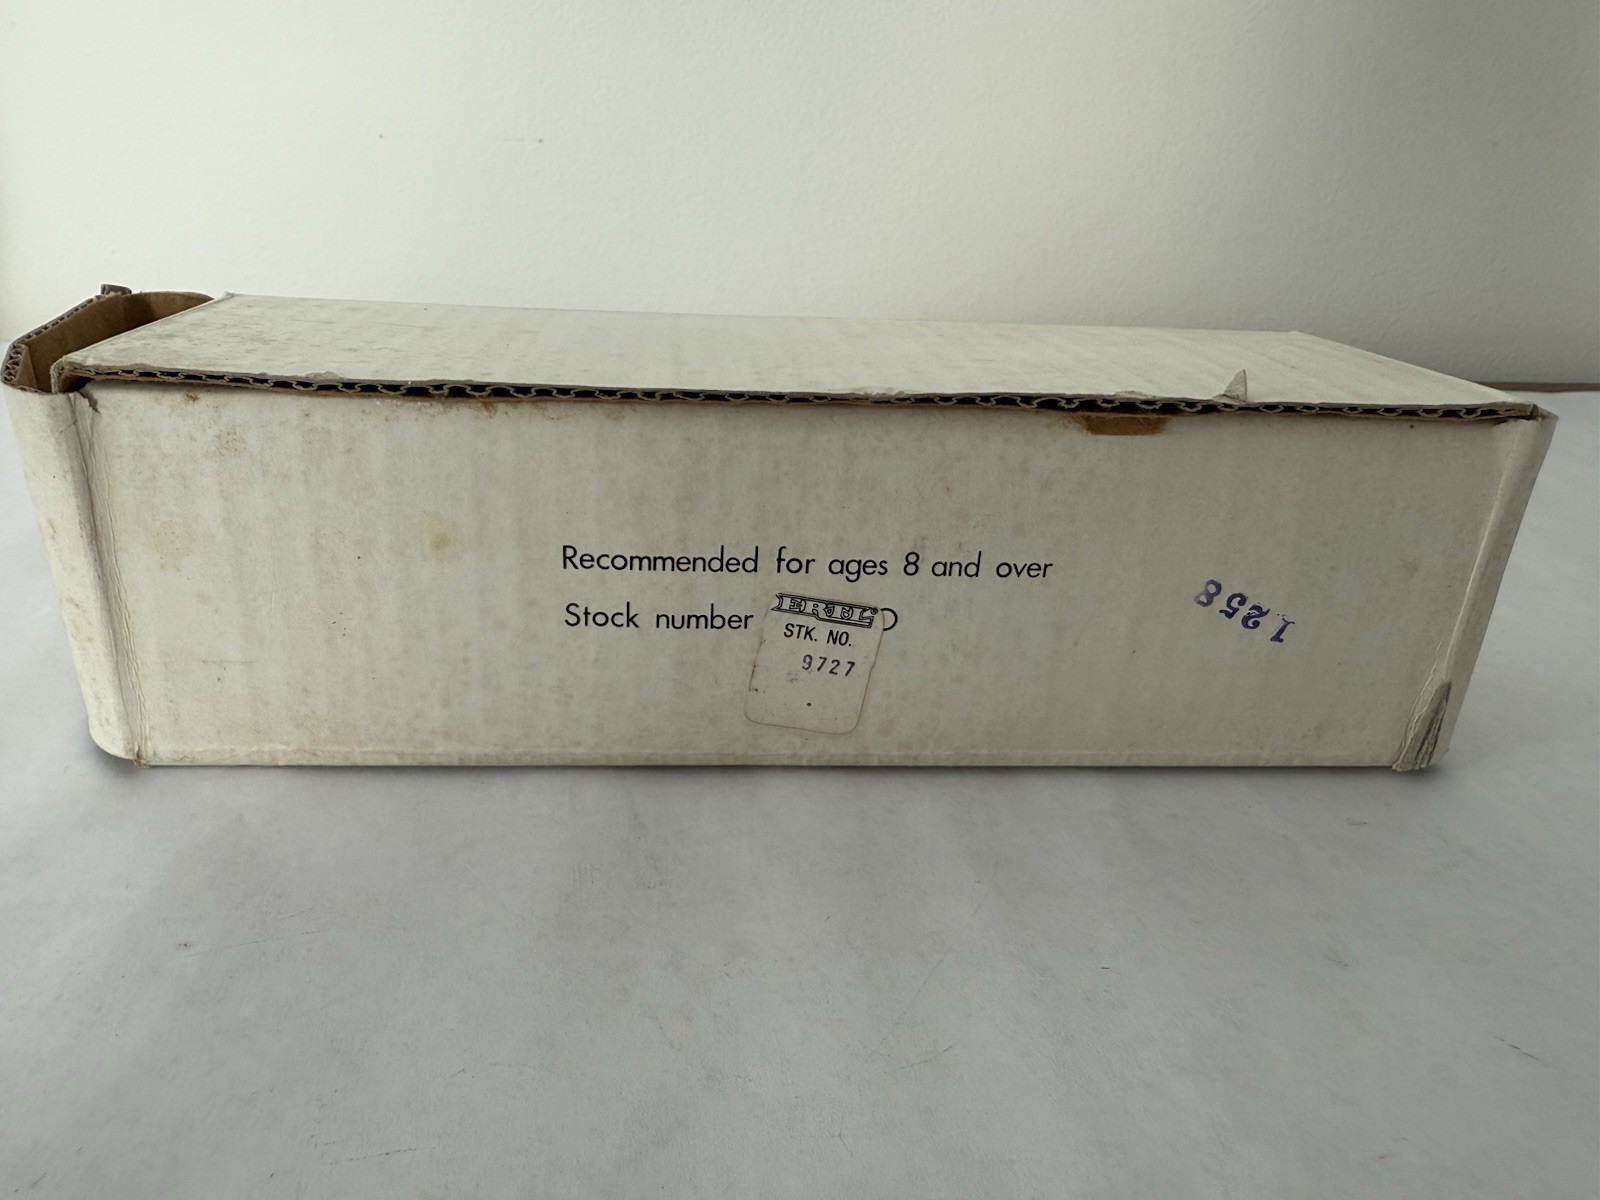 Recommended for ages 8 and over
Stock number
ERTL®
STK. NO.
9727
1258